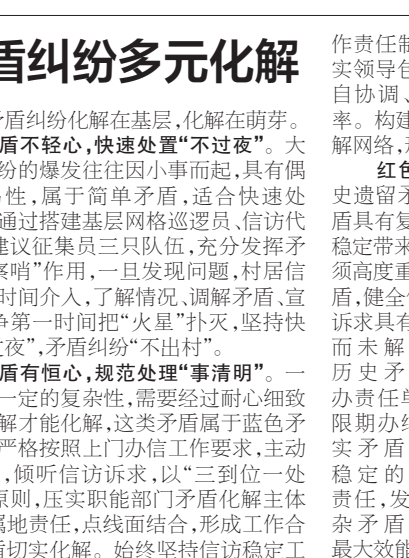 盾纠纷多元化解
矛盾纠纷化解在基层,化解在萌芽。
盾不轻心,快速处置“不过夜”。大
纷的爆发往往因小事而起,具有偶
性,属于简单矛盾,适合快速处
通过搭建基层网格巡逻员、信访代
建议征集员三只队伍,充分发挥矛
察哨”作用,一旦发现问题,村居信
时间介入,了解情况、调解矛盾、宣
争第一时间把“火星”扑灭,坚持快
过夜”,矛盾纠纷“不出村”。
盾有恒心,规范处理“事清明”。一
一定的复杂性,需要经过耐心细致
解才能化解,这类矛盾属于蓝色矛
严格按照上门办信工作要求,主动
,倾听信访诉求,以“三到位一处
原则,压实职能部门矛盾化解主体
属地责任,点线面结合,形成工作合
盾切实化解。始终坚持信访稳定工
作责任制
实领导包
自协调、
率。构建
解网络,
红色
史遗留矛
盾具有复
稳定带来
须高度重
盾,健全
诉求具有
而未解
历史矛
办责任单
限期办结
实矛盾
稳定的
责任,发
杂矛盾
最大效能